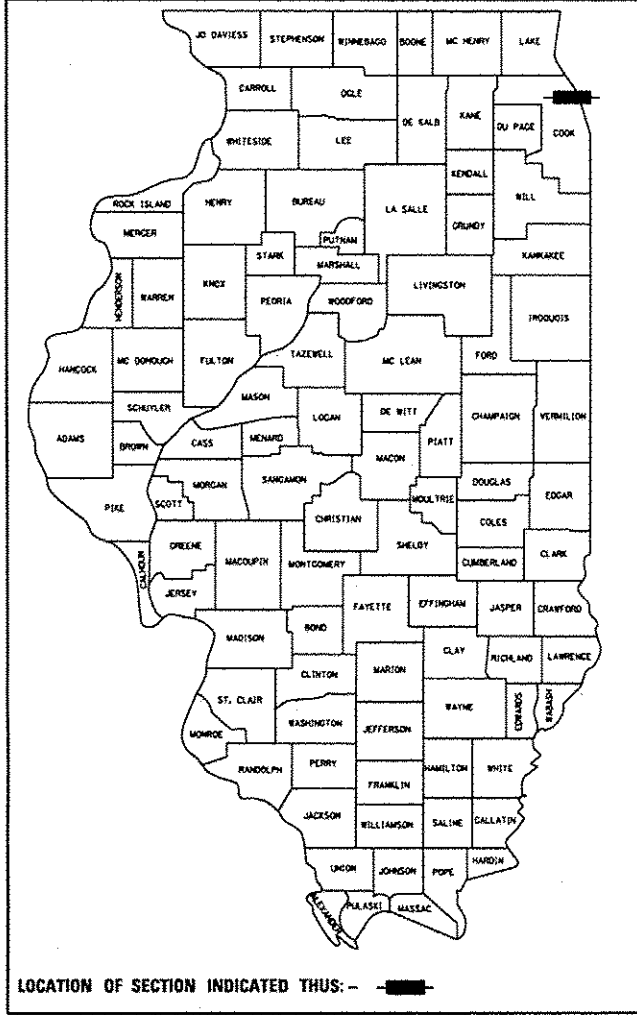 JO DAVIESS STEPHENSON WINNEBAGO BOONE MC HENRY LAKE
CARROLL OGLE DE KALB KANE DU PAGE COOK
WHITESIDE LEE KENDALL WILL
ROCK ISLAND HENRY BUREAU LA SALLE GRUNDY
MERCER PUTNAM KANKAKEE
STARK MARSHALL
HENDERSON WARREN KNOX PEORIA WOODFORD LIVINGSTON IROQUOIS
HANCOCK MC DONOUGH FULTON TAZEWELL MC LEAN FORD
SCHUYLER MASON LOGAN DE WITT CHAMPAIGN VERMILION
ADAMS BROWN CASS MENARD MACON PIATT
PIKE SCOTT MORGAN SANGAMON MOULTRIE DOUGLAS EDGAR
CHRISTIAN COLES
CALHOUN GREENE MACOUPIN MONTGOMERY SHELBY CUMBERLAND CLARK
JERSEY FAYETTE EFFINGHAM JASPER CRAWFORD
MADISON BOND CLAY RICHLAND LAWRENCE
CLINTON MARION
ST. CLAIR WAYNE EDWARDS WABASH
MONROE WASHINGTON JEFFERSON
RANDOLPH PERRY HAMILTON WHITE
FRANKLIN
JACKSON WILLIAMSON SALINE GALLATIN
UNION JOHNSON POPE HARDIN
ALEXANDER PULASKI MASSAC
LOCATION OF SECTION INDICATED THUS: -